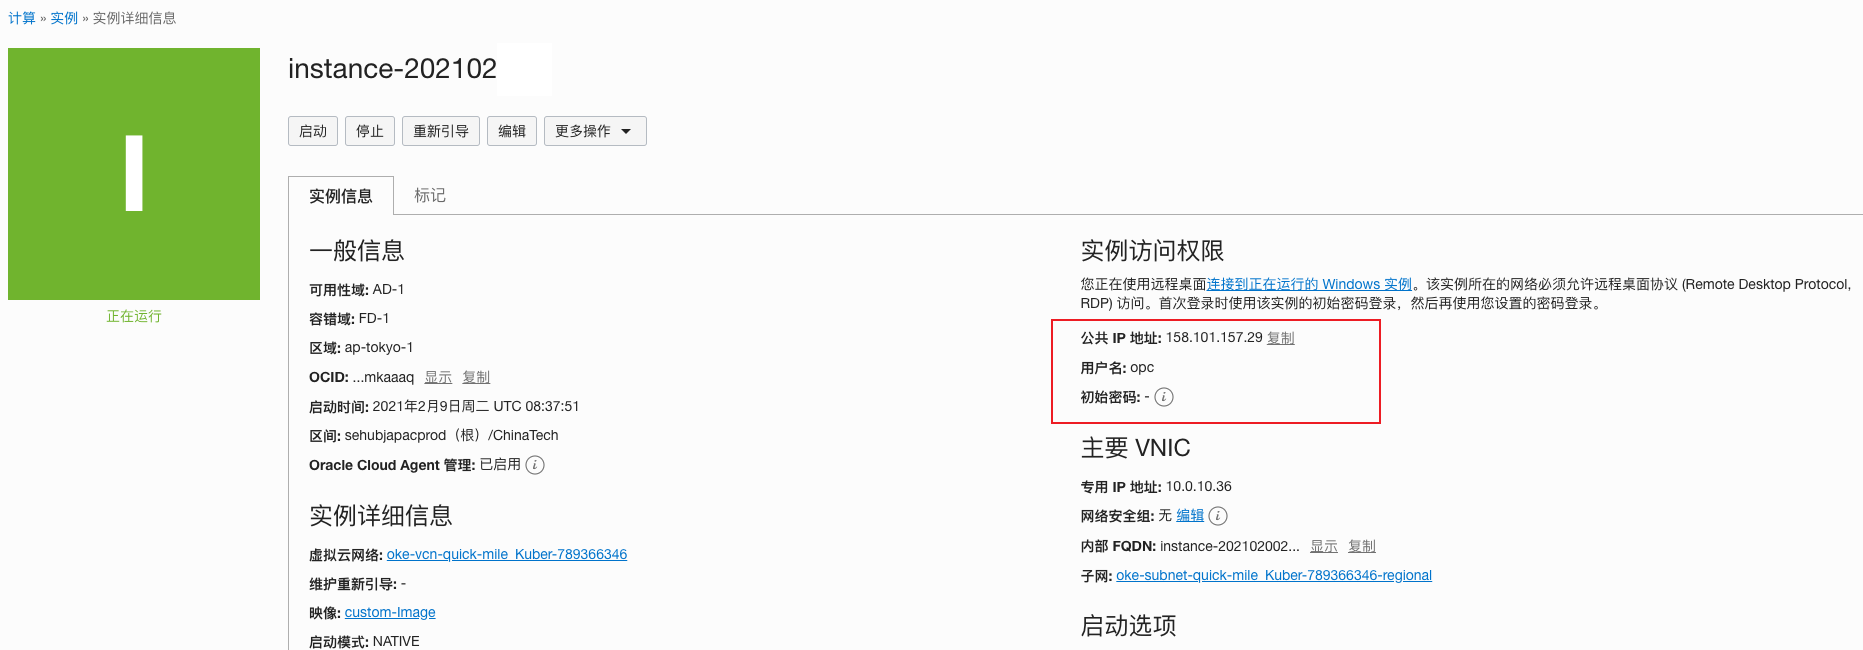 计算 » 实例 » 实例详细信息
I
正在运行
instance-202102
启动 停止 重新引导 编辑 更多操作
实例信息 标记
一般信息
可用性域: AD-1
容错域: FD-1
区域: ap-tokyo-1
OCID: ...mkaaaq 显示 复制
启动时间: 2021年2月9日周二 UTC 08:37:51
区间: sehubjapacprod（根）/ChinaTech
Oracle Cloud Agent 管理: 已启用 i
实例详细信息
虚拟云网络: oke-vcn-quick-mile_Kuber-789366346
维护重新引导: -
映像: custom-Image
启动模式: NATIVE
实例访问权限
您正在使用远程桌面连接到正在运行的 Windows 实例。该实例所在的网络必须允许远程桌面协议 (Remote Desktop Protocol,
RDP) 访问。首次登录时使用该实例的初始密码登录，然后再使用您设置的密码登录。
公共 IP 地址: 158.101.157.29 复制
用户名: opc
初始密码: - i
主要 VNIC
专用 IP 地址: 10.0.10.36
网络安全组: 无 编辑 i
内部 FQDN: instance-202102002... 显示 复制
子网: oke-subnet-quick-mile_Kuber-789366346-regional
启动选项